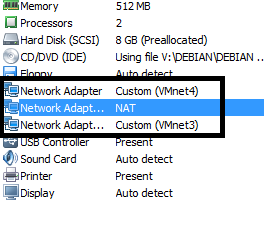 Memory 512 MB
Processors 2
Hard Disk (SCSI) 8 GB (Preallocated)
CD/DVD (IDE) Using file V:\DEBIAN\DEBIAN
Floppy Auto detect
Network Adapter Custom (VMnet4)
Network Adapt... NAT
Network Adapt... Custom (VMnet3)
USB Controller Present
Sound Card Auto detect
Printer Present
Display Auto detect